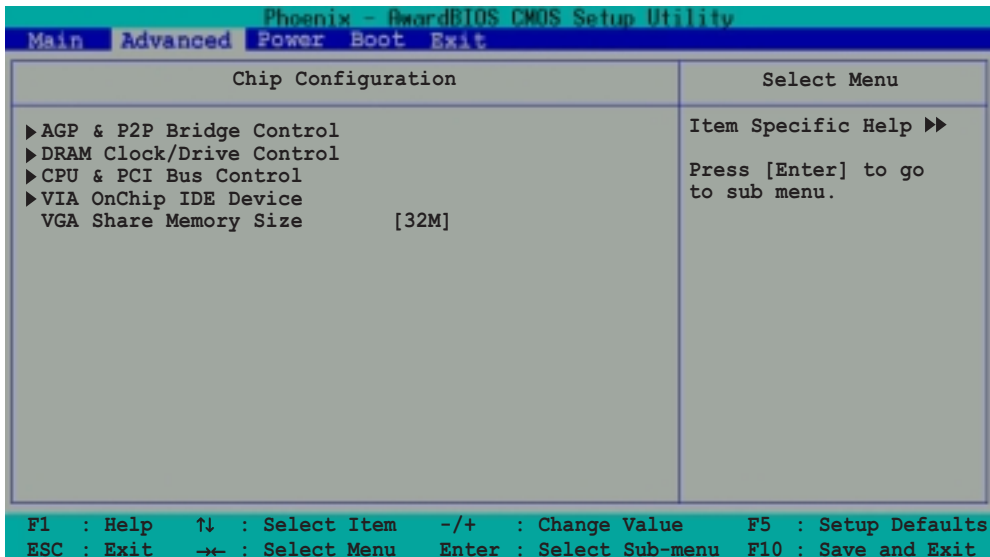 Phoenix - AwardBIOS CMOS Setup Utility
Main Advanced Power Boot Exit
Chip Configuration
Select Menu
▶AGP & P2P Bridge Control
▶DRAM Clock/Drive Control
▶CPU & PCI Bus Control
▶VIA OnChip IDE Device
VGA Share Memory Size [32M]
Item Specific Help ▶▶
Press [Enter] to go
to sub menu.
F1 : Help ↑↓ : Select Item -/+ : Change Value F5 : Setup Defaults
ESC : Exit →← : Select Menu Enter : Select Sub-menu F10 : Save and Exit